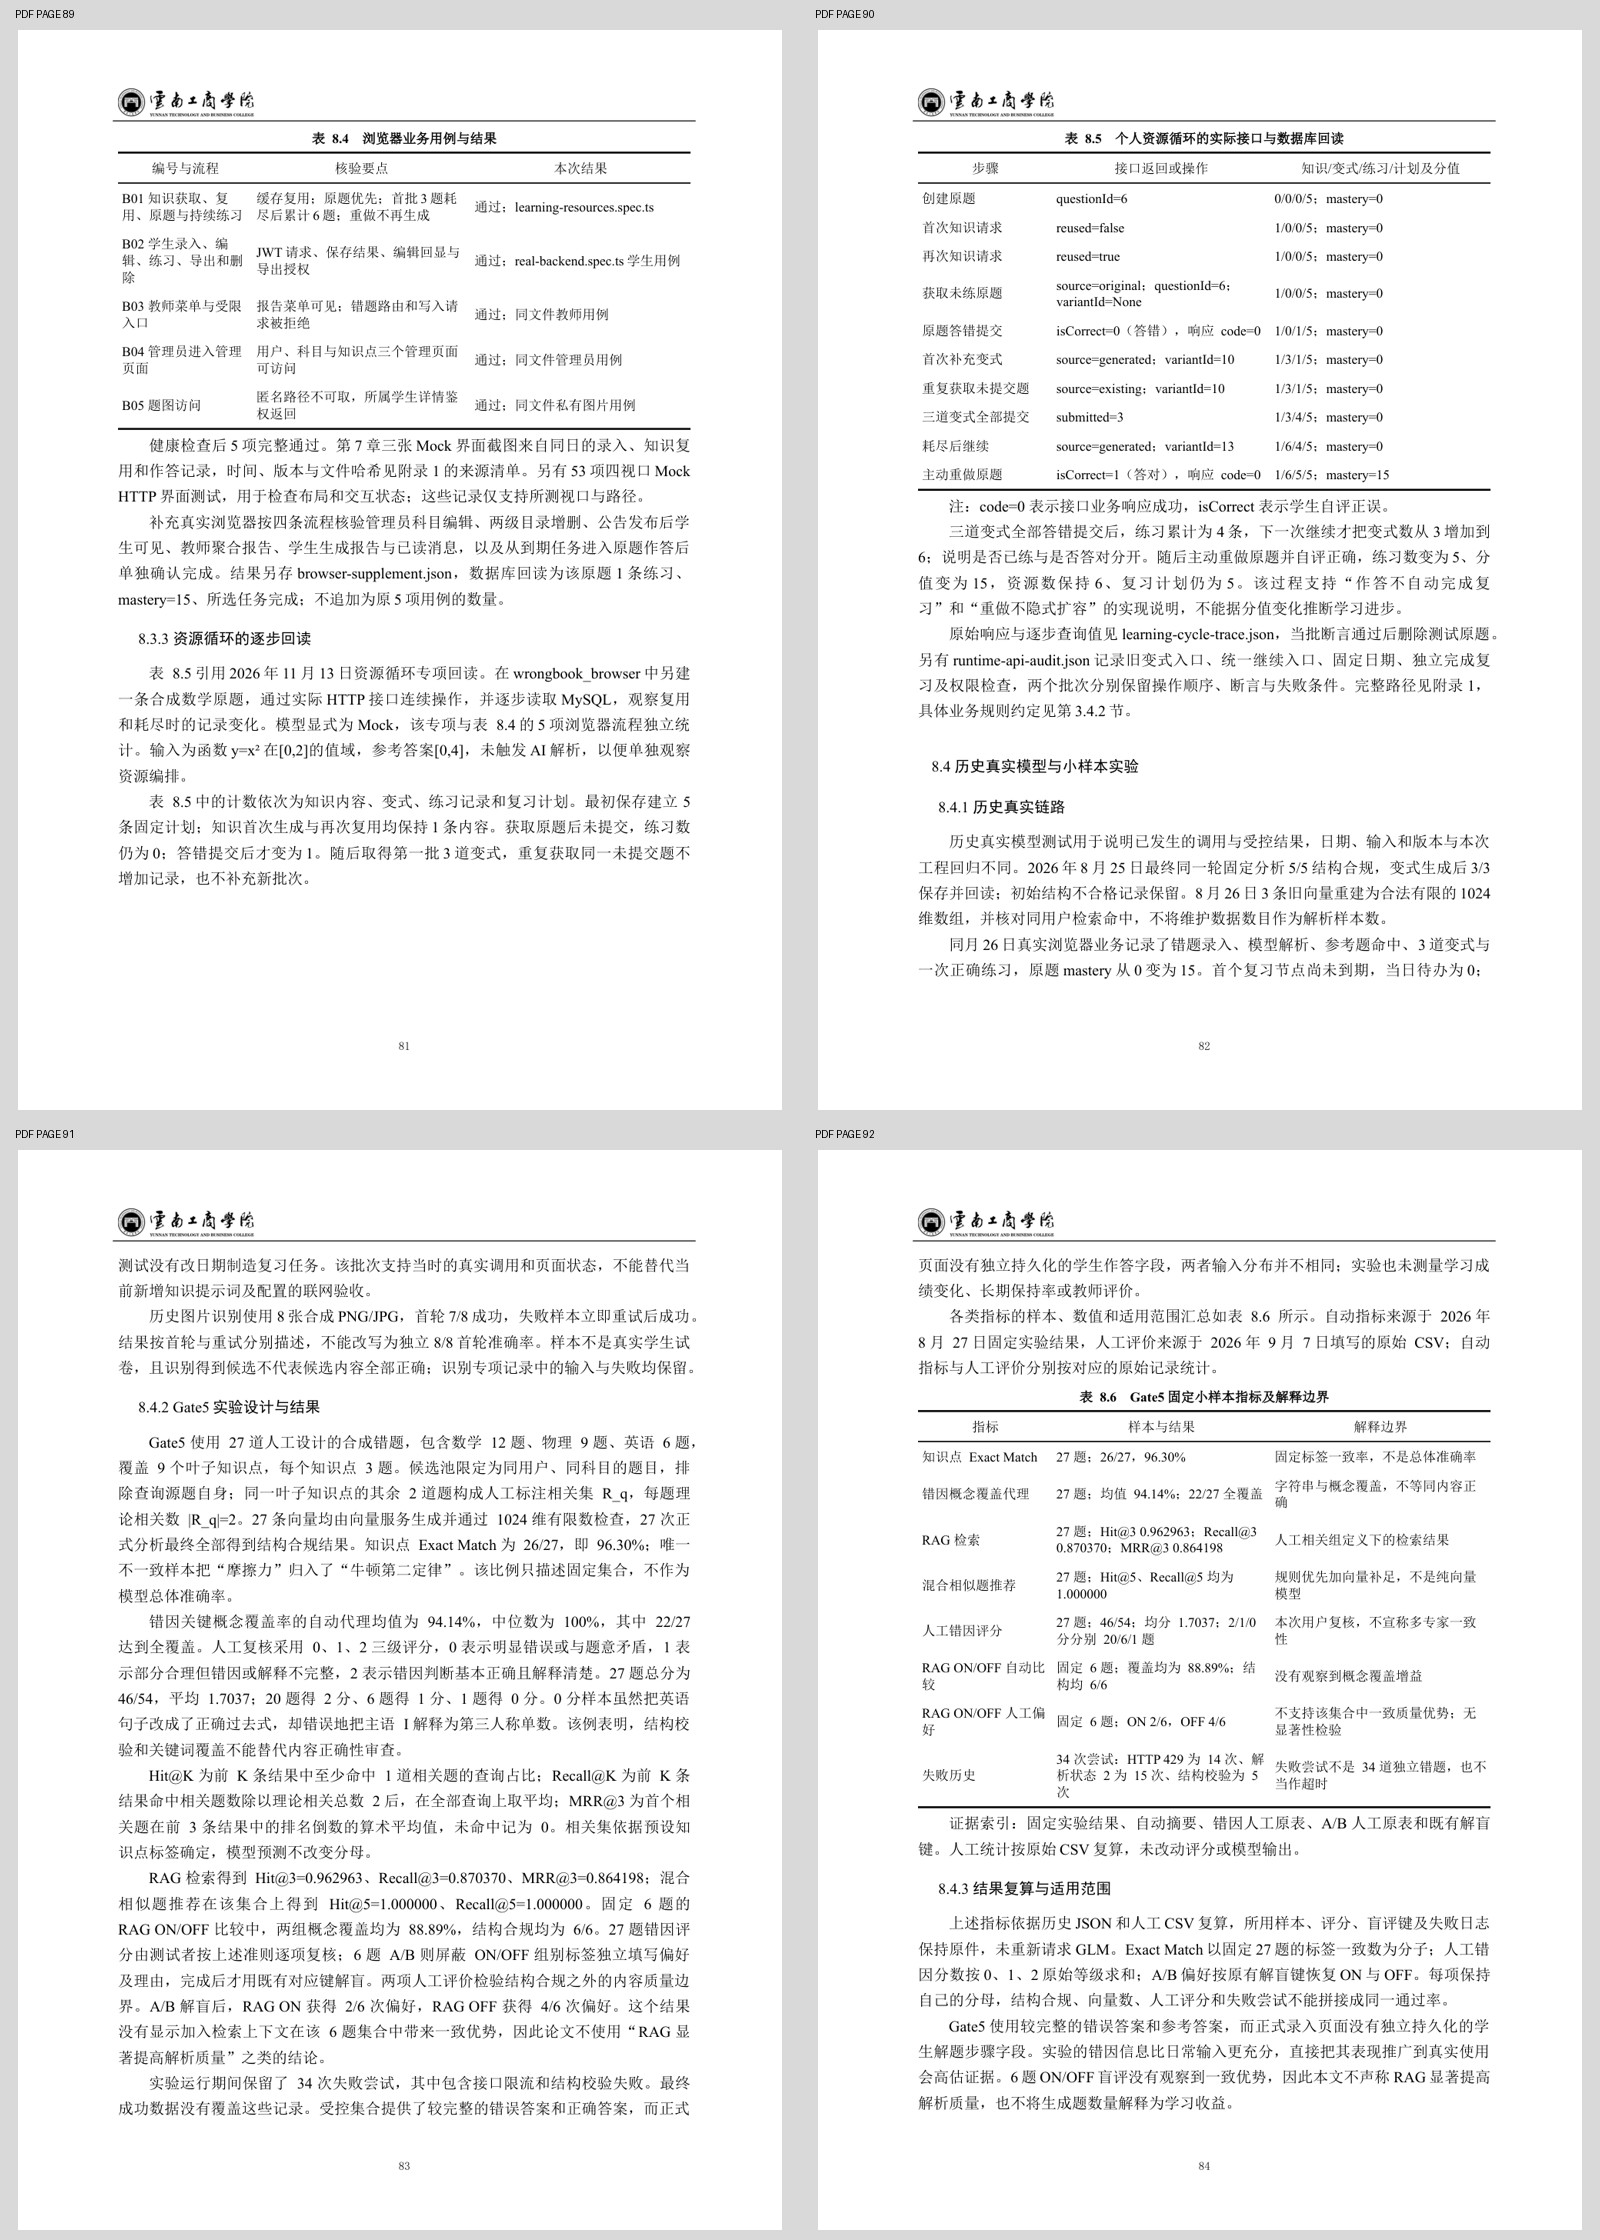 PDF PAGE 89
雲南工商學院
YUNNAN TECHNOLOGY AND BUSINESS COLLEGE
表 8.4 浏览器业务用例与结果
编号与流程 核验要点 本次结果
B01 知识获取、复用、原题与持续练习 缓存复用；原题优先；首批 3 题耗尽后累计 6 题；重做不再生成 通过；learning-resources.spec.ts
B02 学生录入、编辑、练习、导出和删除 JWT 请求、保存结果、编辑回显与导出授权 通过；real-backend.spec.ts 学生用例
B03 教师菜单与受限入口 报告菜单可见；错题路由和写入请求被拒绝 通过；同文件教师用例
B04 管理员进入管理页面 用户、科目与知识点三个管理页面可访问 通过；同文件管理员用例
B05 题图访问 匿名路径不可取，所属学生详情鉴权返回 通过；同文件私有图片用例
健康检查后 5 项完整通过。第 7 章三张 Mock 界面截图来自同日的录入、知识复
用和作答记录，时间、版本与文件哈希见附录 1 的来源清单。另有 53 项四视口 Mock
HTTP 界面测试，用于检查布局和交互状态；这些记录仅支持所测视口与路径。
补充真实浏览器按四条流程核验管理员科目编辑、两级目录增删、公告发布后学
生可见、教师聚合报告、学生生成报告与已读消息，以及从到期任务进入原题作答后
单独确认完成。结果另存 browser-supplement.json，数据库回读为该原题 1 条练习、
mastery=15、所选任务完成；不追加为原 5 项用例的数量。
8.3.3 资源循环的逐步回读
表 8.5 引用 2026 年 11 月 13 日资源循环专项回读。在 wrongbook_browser 中另建
一条合成数学原题，通过实际 HTTP 接口连续操作，并逐步读取 MySQL，观察复用
和耗尽时的记录变化。模型显式为 Mock，该专项与表 8.4 的 5 项浏览器流程独立统
计。输入为函数 y=x² 在[0,2]的值域，参考答案[0,4]，未触发 AI 解析，以便单独观察
资源编排。
表 8.5 中的计数依次为知识内容、变式、练习记录和复习计划。最初保存建立 5
条固定计划；知识首次生成与再次复用均保持 1 条内容。获取原题后未提交，练习数
仍为 0；答错提交后才变为 1。随后取得第一批 3 道变式，重复获取同一未提交题不
增加记录，也不补充新批次。
81
PDF PAGE 90
雲南工商學院
YUNNAN TECHNOLOGY AND BUSINESS COLLEGE
表 8.5 个人资源循环的实际接口与数据库回读
步骤 接口返回或操作 知识/变式/练习/计划及分值
创建原题 questionId=6 0/0/0/5；mastery=0
首次知识请求 reused=false 1/0/0/5；mastery=0
再次知识请求 reused=true 1/0/0/5；mastery=0
获取未练原题 source=original；questionId=6；variantId=None 1/0/0/5；mastery=0
原题答错提交 isCorrect=0（答错），响应 code=0 1/0/1/5；mastery=0
首次补充变式 source=generated；variantId=10 1/3/1/5；mastery=0
重复获取未提交题 source=existing；variantId=10 1/3/1/5；mastery=0
三道变式全部提交 submitted=3 1/3/4/5；mastery=0
耗尽后继续 source=generated；variantId=13 1/6/4/5；mastery=0
主动重做原题 isCorrect=1（答对），响应 code=0 1/6/5/5；mastery=15
注：code=0 表示接口业务响应成功，isCorrect 表示学生自评正误。
三道变式全部答错提交后，练习累计为 4 条，下一次继续才把变式数从 3 增加到
6；说明是否已练与是否答对分开。随后主动重做原题并自评正确，练习数变为 5、分
值变为 15，资源数保持 6、复习计划仍为 5。该过程支持“作答不自动完成复
习”和“重做不隐式扩容”的实现说明，不能据分值变化推断学习进步。
原始响应与逐步查询值见 learning-cycle-trace.json，当批断言通过后删除测试原题。
另有 runtime-api-audit.json 记录旧变式入口、统一继续入口、固定日期、独立完成复
习及权限检查，两个批次分别保留操作顺序、断言与失败条件。完整路径见附录 1，
具体业务规则约定见第 3.4.2 节。
8.4 历史真实模型与小样本实验
8.4.1 历史真实链路
历史真实模型测试用于说明已发生的调用与受控结果，日期、输入和版本与本次
工程回归不同。2026 年 8 月 25 日最终同一轮固定分析 5/5 结构合规，变式生成后 3/3
保存并回读；初始结构不合格记录保留。8 月 26 日 3 条旧向量重建为合法有限的 1024
维数组，并核对同用户检索命中，不将维护数据数目作为解析样本数。
同月 26 日真实浏览器业务记录了错题录入、模型解析、参考题命中、3 道变式与
一次正确练习，原题 mastery 从 0 变为 15。首个复习节点尚未到期，当日待办为 0；
82
PDF PAGE 91
雲南工商學院
YUNNAN TECHNOLOGY AND BUSINESS COLLEGE
测试没有改日期制造复习任务。该批次支持当时的真实调用和页面状态，不能替代当
前新增知识提示词及配置的联网验收。
历史图片识别使用 8 张合成 PNG/JPG，首轮 7/8 成功，失败样本立即重试后成功。
结果按首轮与重试分别描述，不能改写为独立 8/8 首轮准确率。样本不是真实学生试
卷，且识别得到候选不代表候选内容全部正确；识别专项记录中的输入与失败均保留。
8.4.2 Gate5 实验设计与结果
Gate5 使用 27 道人工设计的合成错题，包含数学 12 题、物理 9 题、英语 6 题，
覆盖 9 个叶子知识点，每个知识点 3 题。候选池限定为同用户、同科目的题目，排
除查询源题自身；同一叶子知识点的其余 2 道题构成人工标注相关集 R_q，每题理
论相关数 |R_q|=2。27 条向量均由向量服务生成并通过 1024 维有限数检查，27 次正
式分析最终全部得到结构合规结果。知识点 Exact Match 为 26/27，即 96.30%；唯一
不一致样本把“摩擦力”归入了“牛顿第二定律”。该比例只描述固定集合，不作为
模型总体准确率。
错因关键概念覆盖率的自动代理均值为 94.14%，中位数为 100%，其中 22/27
达到全覆盖。人工复核采用 0、1、2 三级评分，0 表示明显错误或与题意矛盾，1 表
示部分合理但错因或解释不完整，2 表示错因判断基本正确且解释清楚。27 题总分为
46/54，平均 1.7037；20 题得 2 分、6 题得 1 分、1 题得 0 分。0 分样本虽然把英语
句子改成了正确过去式，却错误地把主语 I 解释为第三人称单数。该例表明，结构校
验和关键词覆盖不能替代内容正确性审查。
Hit@K 为前 K 条结果中至少命中 1 道相关题的查询占比；Recall@K 为前 K 条
结果命中相关题数除以理论相关总数 2 后，在全部查询上取平均；MRR@3 为首个相
关题在前 3 条结果中的排名倒数的算术平均值，未命中记为 0。相关集依据预设知
识点标签确定，模型预测不改变分母。
RAG 检索得到 Hit@3=0.962963、Recall@3=0.870370、MRR@3=0.864198；混合
相似题推荐在该集合上得到 Hit@5=1.000000、Recall@5=1.000000。固定 6 题的
RAG ON/OFF 比较中，两组概念覆盖均为 88.89%，结构合规均为 6/6。27 题错因评
分由测试者按上述准则逐项复核；6 题 A/B 则屏蔽 ON/OFF 组别标签独立填写偏好
及理由，完成后才用既有对应键解盲。两项人工评价检验结构合规之外的内容质量边
界。A/B 解盲后，RAG ON 获得 2/6 次偏好，RAG OFF 获得 4/6 次偏好。这个结果
没有显示加入检索上下文在该 6 题集合中带来一致优势，因此论文不使用“RAG 显
著提高解析质量”之类的结论。
实验运行期间保留了 34 次失败尝试，其中包含接口限流和结构校验失败。最终
成功数据没有覆盖这些记录。受控集合提供了较完整的错误答案和正确答案，而正式
83
PDF PAGE 92
雲南工商學院
YUNNAN TECHNOLOGY AND BUSINESS COLLEGE
页面没有独立持久化的学生作答字段，两者输入分布并不相同；实验也未测量学习成
绩变化、长期保持率或教师评价。
各类指标的样本、数值和适用范围汇总如表 8.6 所示。自动指标来源于 2026 年
8 月 27 日固定实验结果，人工评价来源于 2026 年 9 月 7 日填写的原始 CSV；自动
指标与人工评价分别按对应的原始记录统计。
表 8.6 Gate5 固定小样本指标及解释边界
指标 样本与结果 解释边界
知识点 Exact Match 27 题；26/27，96.30% 固定标签一致率，不是总体准确率
错因概念覆盖代理 27 题；均值 94.14%；22/27 全覆盖 字符串与概念覆盖，不等同内容正确
RAG 检索 27 题；Hit@3 0.962963；Recall@3 0.870370；MRR@3 0.864198 人工相关组定义下的检索结果
混合相似题推荐 27 题；Hit@5、Recall@5 均为 1.000000 规则优先加向量补足，不是纯向量模型
人工错因评分 27 题；46/54；均分 1.7037；2/1/0 分分别 20/6/1 题 本次用户复核，不宣称多专家一致性
RAG ON/OFF 自动比较 固定 6 题；覆盖均为 88.89%；结构均 6/6 没有观察到概念覆盖增益
RAG ON/OFF 人工偏好 固定 6 题；ON 2/6，OFF 4/6 不支持该集合中一致质量优势；无显著性检验
失败历史 34 次尝试：HTTP 429 为 14 次、解析状态 2 为 15 次、结构校验为 5 次 失败尝试不是 34 道独立错题，也不当作超时
证据索引：固定实验结果、自动摘要、错因人工原表、A/B 人工原表和既有解盲
键。人工统计按原始 CSV 复算，未改动评分或模型输出。
8.4.3 结果复算与适用范围
上述指标依据历史 JSON 和人工 CSV 复算，所用样本、评分、盲评键及失败日志
保持原件，未重新请求 GLM。Exact Match 以固定 27 题的标签一致数为分子；人工错
因分数按 0、1、2 原始等级求和；A/B 偏好按原有解盲键恢复 ON 与 OFF。每项保持
自己的分母，结构合规、向量数、人工评分和失败尝试不能拼接成同一通过率。
Gate5 使用较完整的错误答案和参考答案，而正式录入页面没有独立持久化的学
生解题步骤字段。实验的错因信息比日常输入更充分，直接把其表现推广到真实使用
会高估证据。6 题 ON/OFF 盲评没有观察到一致优势，因此本文不声称 RAG 显著提高
解析质量，也不将生成题数量解释为学习收益。
84